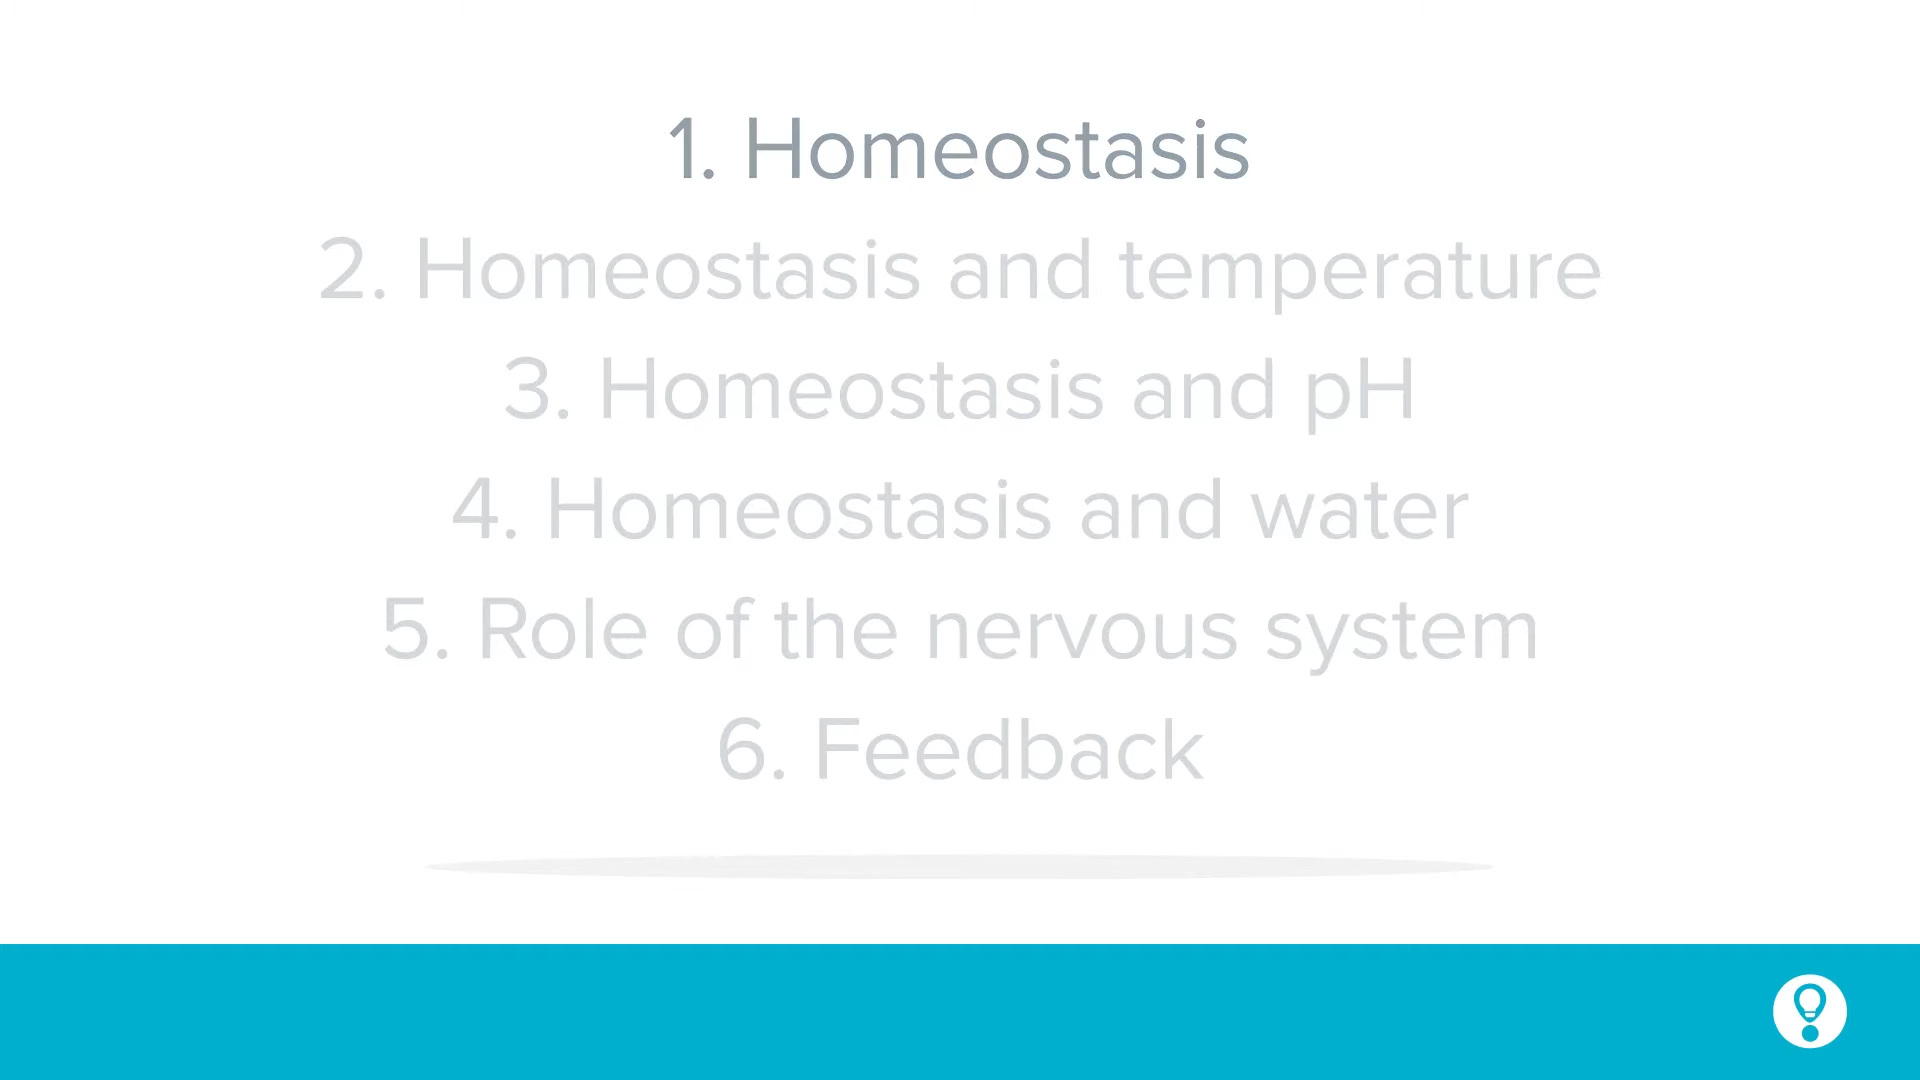 1. Homeostasis
2. Homeostasis and temperature
3. Homeostasis and pH
4. Homeostasis and water
5. Role of the nervous system
6. Feedback